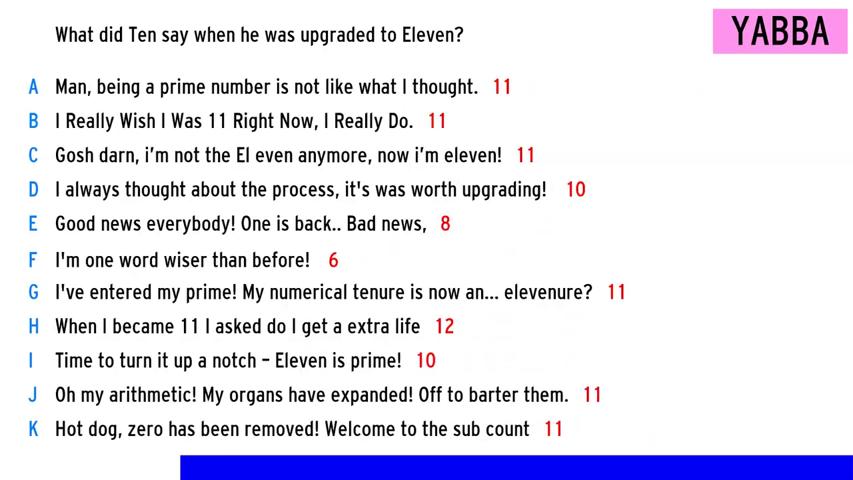 What did Ten say when he was upgraded to Eleven?
YABBA
A Man, being a prime number is not like what I thought. 11
B I Really Wish I Was 11 Right Now, I Really Do. 11
C Gosh darn, i'm not the El even anymore, now i'm eleven! 11
D I always thought about the process, it's was worth upgrading! 10
E Good news everybody! One is back.. Bad news, 8
F I'm one word wiser than before! 6
G I've entered my prime! My numerical tenure is now an... elevenure? 11
H When I became 11 I asked do I get a extra life 12
I Time to turn it up a notch – Eleven is prime! 10
J Oh my arithmetic! My organs have expanded! Off to barter them. 11
K Hot dog, zero has been removed! Welcome to the sub count 11